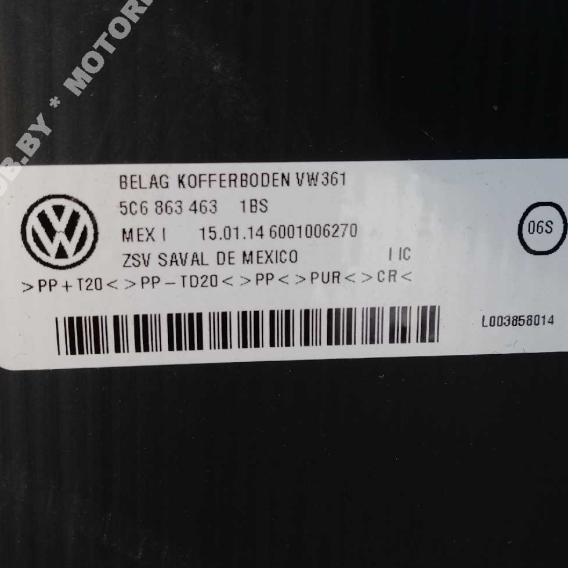 OB.BY * MOTOR
BELAG KOFFERBODEN VW361
5C6 863 463 1BS
MEX I 15.01.14 6001006270
06S
ZSV SAVAL DE MEXICO I IC
>PP+T20< >PP-TD20< >PP< >PUR< >CR<
L003858014